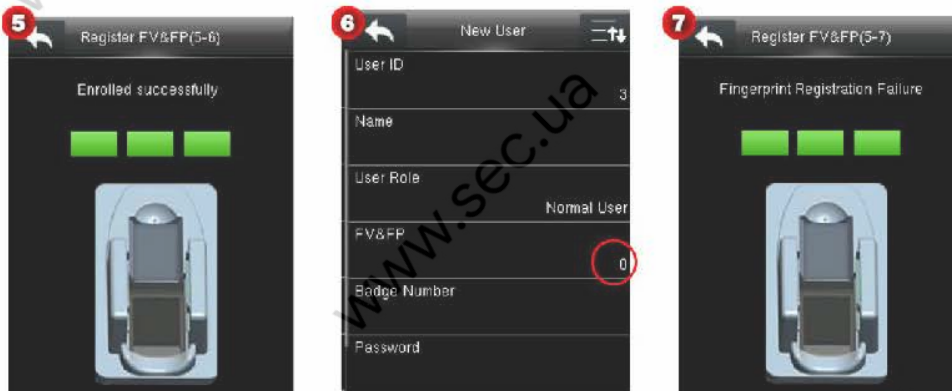 5
Register FV&FP(5-6)
Enrolled successfully
6
New User
User ID
3
Name
User Role
Normal User
FV&FP
0
Badge Number
Password
7
Register FV&FP(5-7)
Fingerprint Registration Failure
www.sec.ua